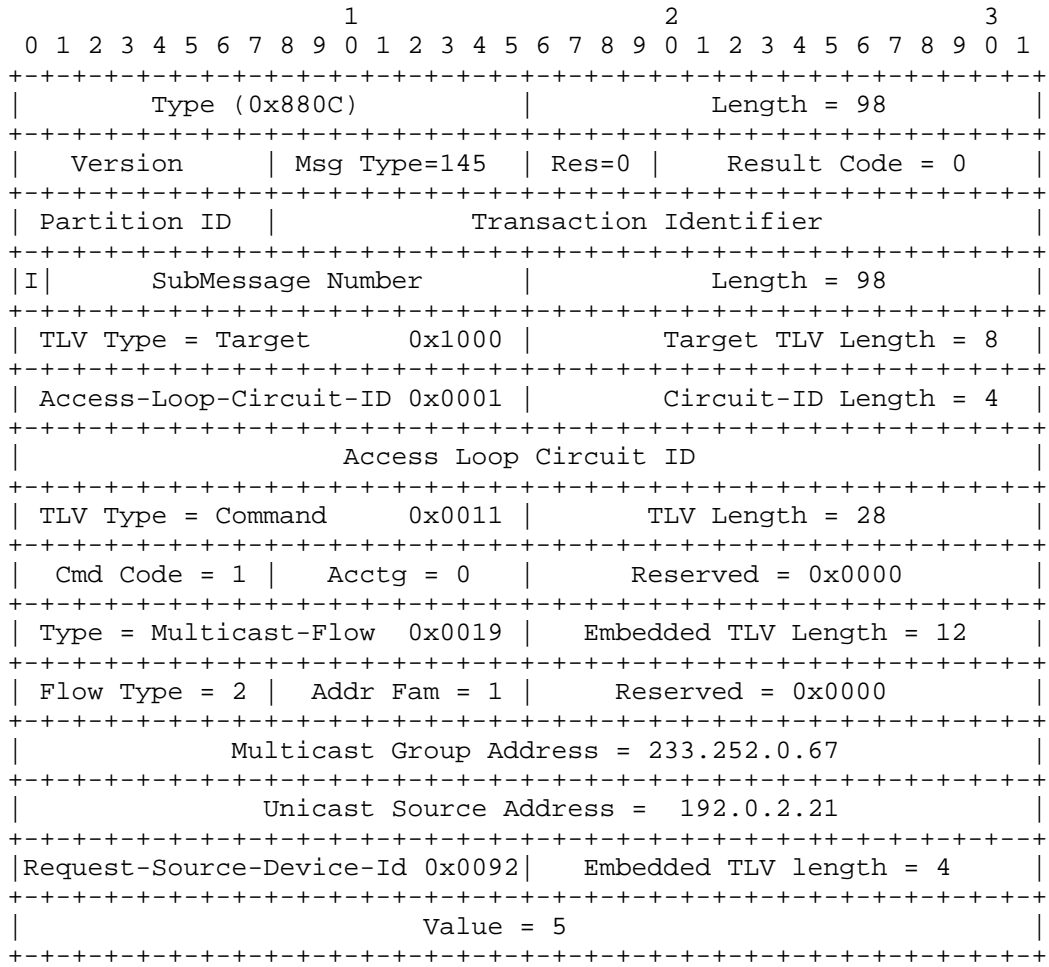 1                   2                   3
 0 1 2 3 4 5 6 7 8 9 0 1 2 3 4 5 6 7 8 9 0 1 2 3 4 5 6 7 8 9 0 1
+-+-+-+-+-+-+-+-+-+-+-+-+-+-+-+-+-+-+-+-+-+-+-+-+-+-+-+-+-+-+-+-+
|        Type (0x880C)          |           Length = 98         |
+-+-+-+-+-+-+-+-+-+-+-+-+-+-+-+-+-+-+-+-+-+-+-+-+-+-+-+-+-+-+-+-+
|   Version     | Msg Type=145  | Res=0 |    Result Code = 0    |
+-+-+-+-+-+-+-+-+-+-+-+-+-+-+-+-+-+-+-+-+-+-+-+-+-+-+-+-+-+-+-+-+
| Partition ID  |            Transaction Identifier             |
+-+-+-+-+-+-+-+-+-+-+-+-+-+-+-+-+-+-+-+-+-+-+-+-+-+-+-+-+-+-+-+-+
|I|      SubMessage Number      |           Length = 98         |
+-+-+-+-+-+-+-+-+-+-+-+-+-+-+-+-+-+-+-+-+-+-+-+-+-+-+-+-+-+-+-+-+
| TLV Type = Target      0x1000 |        Target TLV Length = 8  |
+-+-+-+-+-+-+-+-+-+-+-+-+-+-+-+-+-+-+-+-+-+-+-+-+-+-+-+-+-+-+-+-+
| Access-Loop-Circuit-ID 0x0001 |        Circuit-ID Length = 4  |
+-+-+-+-+-+-+-+-+-+-+-+-+-+-+-+-+-+-+-+-+-+-+-+-+-+-+-+-+-+-+-+-+
|                    Access Loop Circuit ID                     |
+-+-+-+-+-+-+-+-+-+-+-+-+-+-+-+-+-+-+-+-+-+-+-+-+-+-+-+-+-+-+-+-+
| TLV Type = Command     0x0011 |       TLV Length = 28         |
+-+-+-+-+-+-+-+-+-+-+-+-+-+-+-+-+-+-+-+-+-+-+-+-+-+-+-+-+-+-+-+-+
|  Cmd Code = 1 |   Acctg = 0   |      Reserved = 0x0000        |
+-+-+-+-+-+-+-+-+-+-+-+-+-+-+-+-+-+-+-+-+-+-+-+-+-+-+-+-+-+-+-+-+
| Type = Multicast-Flow  0x0019 |   Embedded TLV Length = 12    |
+-+-+-+-+-+-+-+-+-+-+-+-+-+-+-+-+-+-+-+-+-+-+-+-+-+-+-+-+-+-+-+-+
| Flow Type = 2 |  Addr Fam = 1 |     Reserved = 0x0000         |
+-+-+-+-+-+-+-+-+-+-+-+-+-+-+-+-+-+-+-+-+-+-+-+-+-+-+-+-+-+-+-+-+
|             Multicast Group Address = 233.252.0.67            |
+-+-+-+-+-+-+-+-+-+-+-+-+-+-+-+-+-+-+-+-+-+-+-+-+-+-+-+-+-+-+-+-+
|               Unicast Source Address =  192.0.2.21            |
+-+-+-+-+-+-+-+-+-+-+-+-+-+-+-+-+-+-+-+-+-+-+-+-+-++-+-+-+-+-+--+
|Request-Source-Device-Id 0x0092|   Embedded TLV length = 4     |
+-+-+-+-+-+-+-+-+-+-+-+-+-+-+-+-+-+-+-+-+-+-+-+-+-+-+-+-+-+-+-+-+
|                         Value = 5                             |
+-+-+-+-+-+-+-+-+-+-+-+-+-+-+-+-+-+-+-+-+-+-+-+-+-+-+-+-+-+-+-+-+